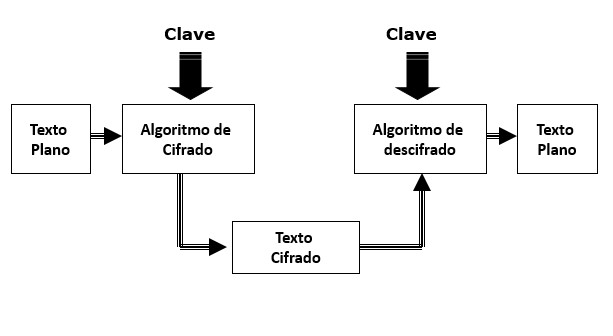 Clave
Clave
Texto
Plano
Algoritmo de
Cifrado
Algoritmo de
descifrado
Texto
Plano
Texto
Cifrado